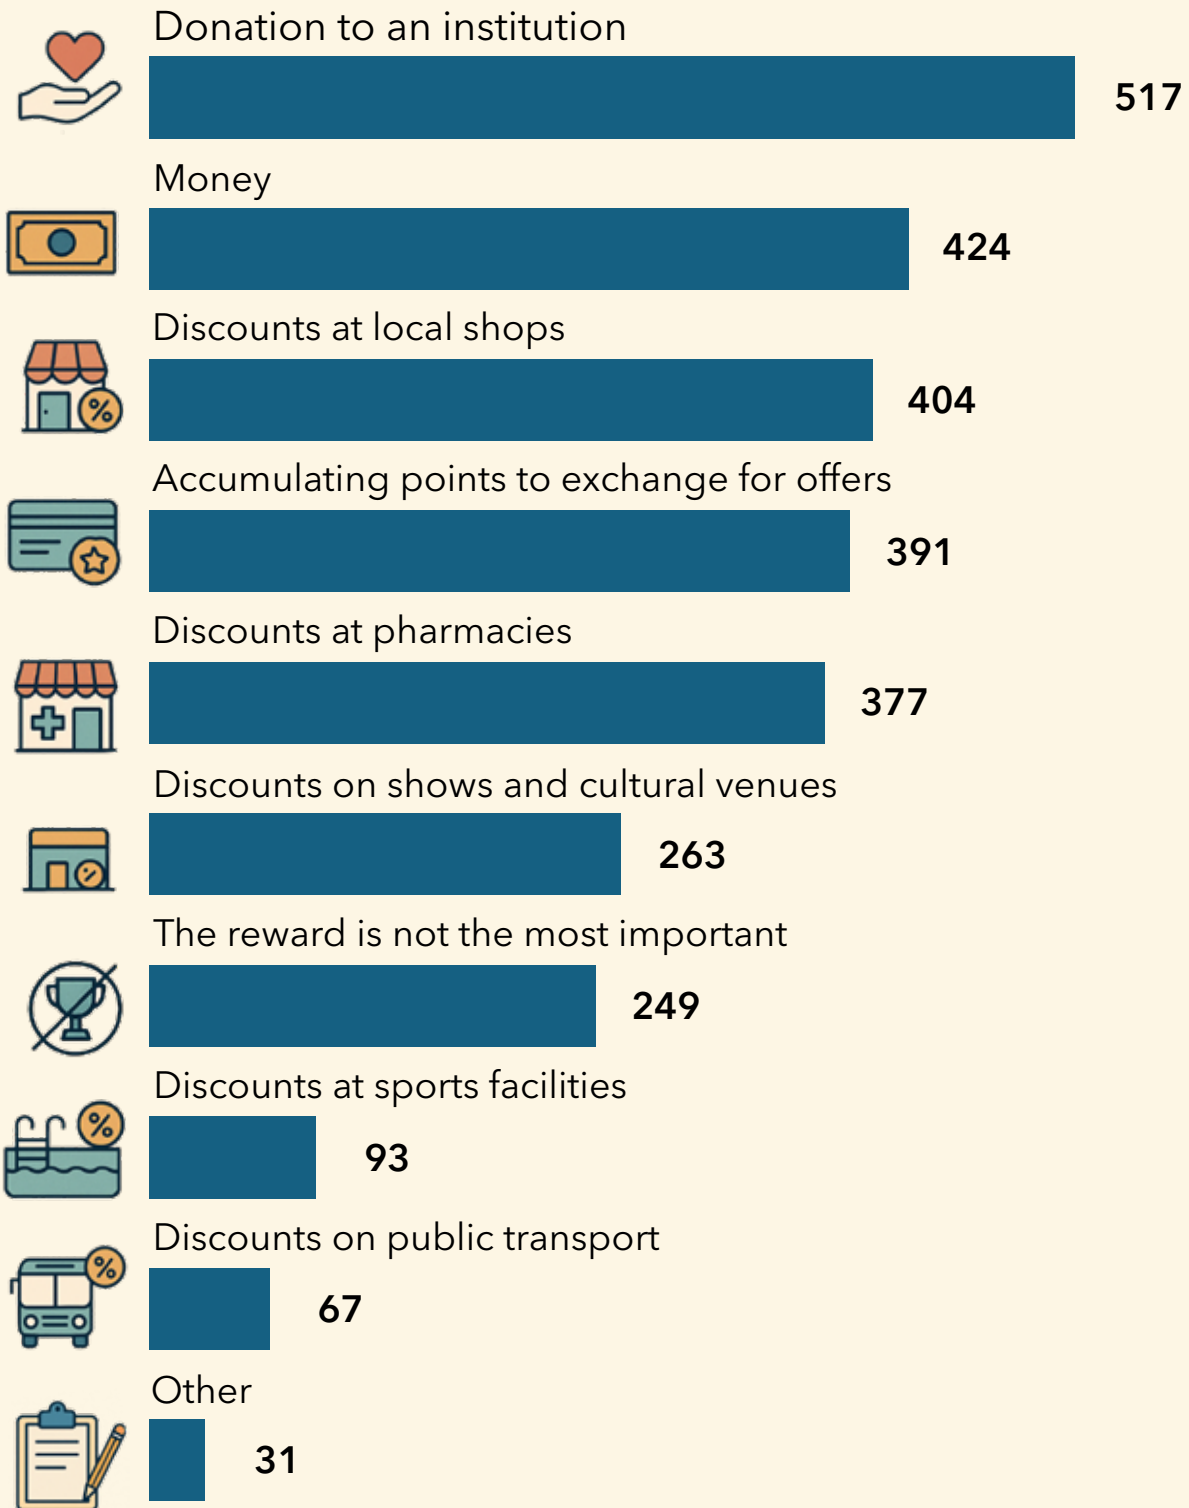 Donation to an institution
517
Money
424
Discounts at local shops
404
Accumulating points to exchange for offers
391
Discounts at pharmacies
377
Discounts on shows and cultural venues
263
The reward is not the most important
249
Discounts at sports facilities
93
Discounts on public transport
67
Other
31